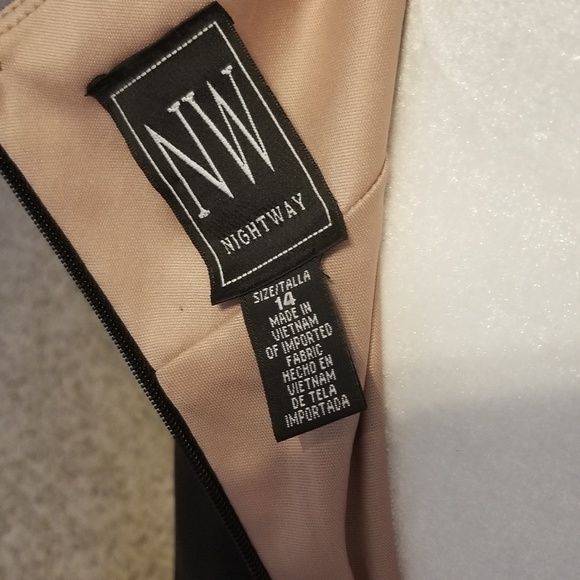 NW
NIGHTWAY
SIZE/TALLA
14
MADE IN
VIETNAM
OF IMPORTED
FABRIC
HECHO EN
VIETNAM
DE TELA
IMPORTADA